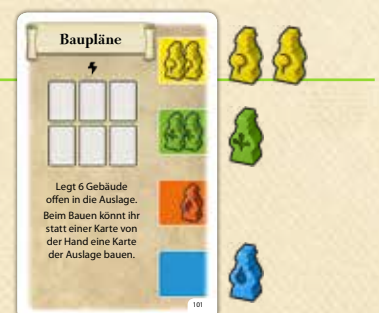 Baupläne
Legt 6 Gebäude
offen in die Auslage.
Beim Bauen könnt ihr
statt einer Karte von
der Hand eine Karte
der Auslage bauen.
101